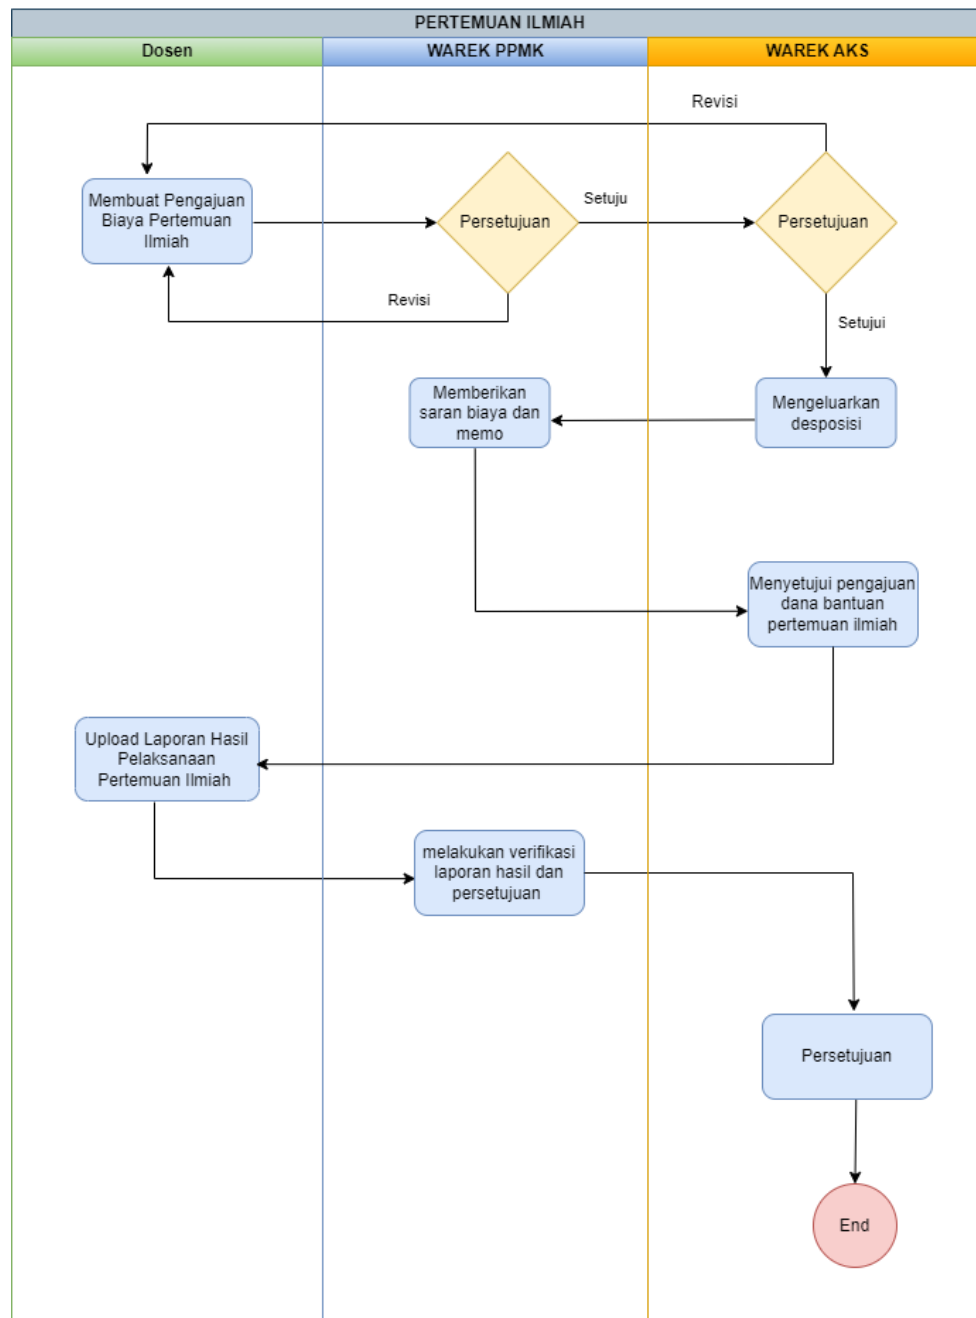 PERTEMUAN ILMIAH
Dosen
WAREK PPMK
WAREK AKS
Revisi
Membuat Pengajuan
Biaya Pertemuan
Ilmiah
Persetujuan
Setuju
Persetujuan
Revisi
Setujui
Memberikan
saran biaya dan
memo
Mengeluarkan
desposisi
Menyetujui pengajuan
dana bantuan
pertemuan ilmiah
Upload Laporan Hasil
Pelaksanaan
Pertemuan Ilmiah
melakukan verifikasi
laporan hasil dan
persetujuan
Persetujuan
End